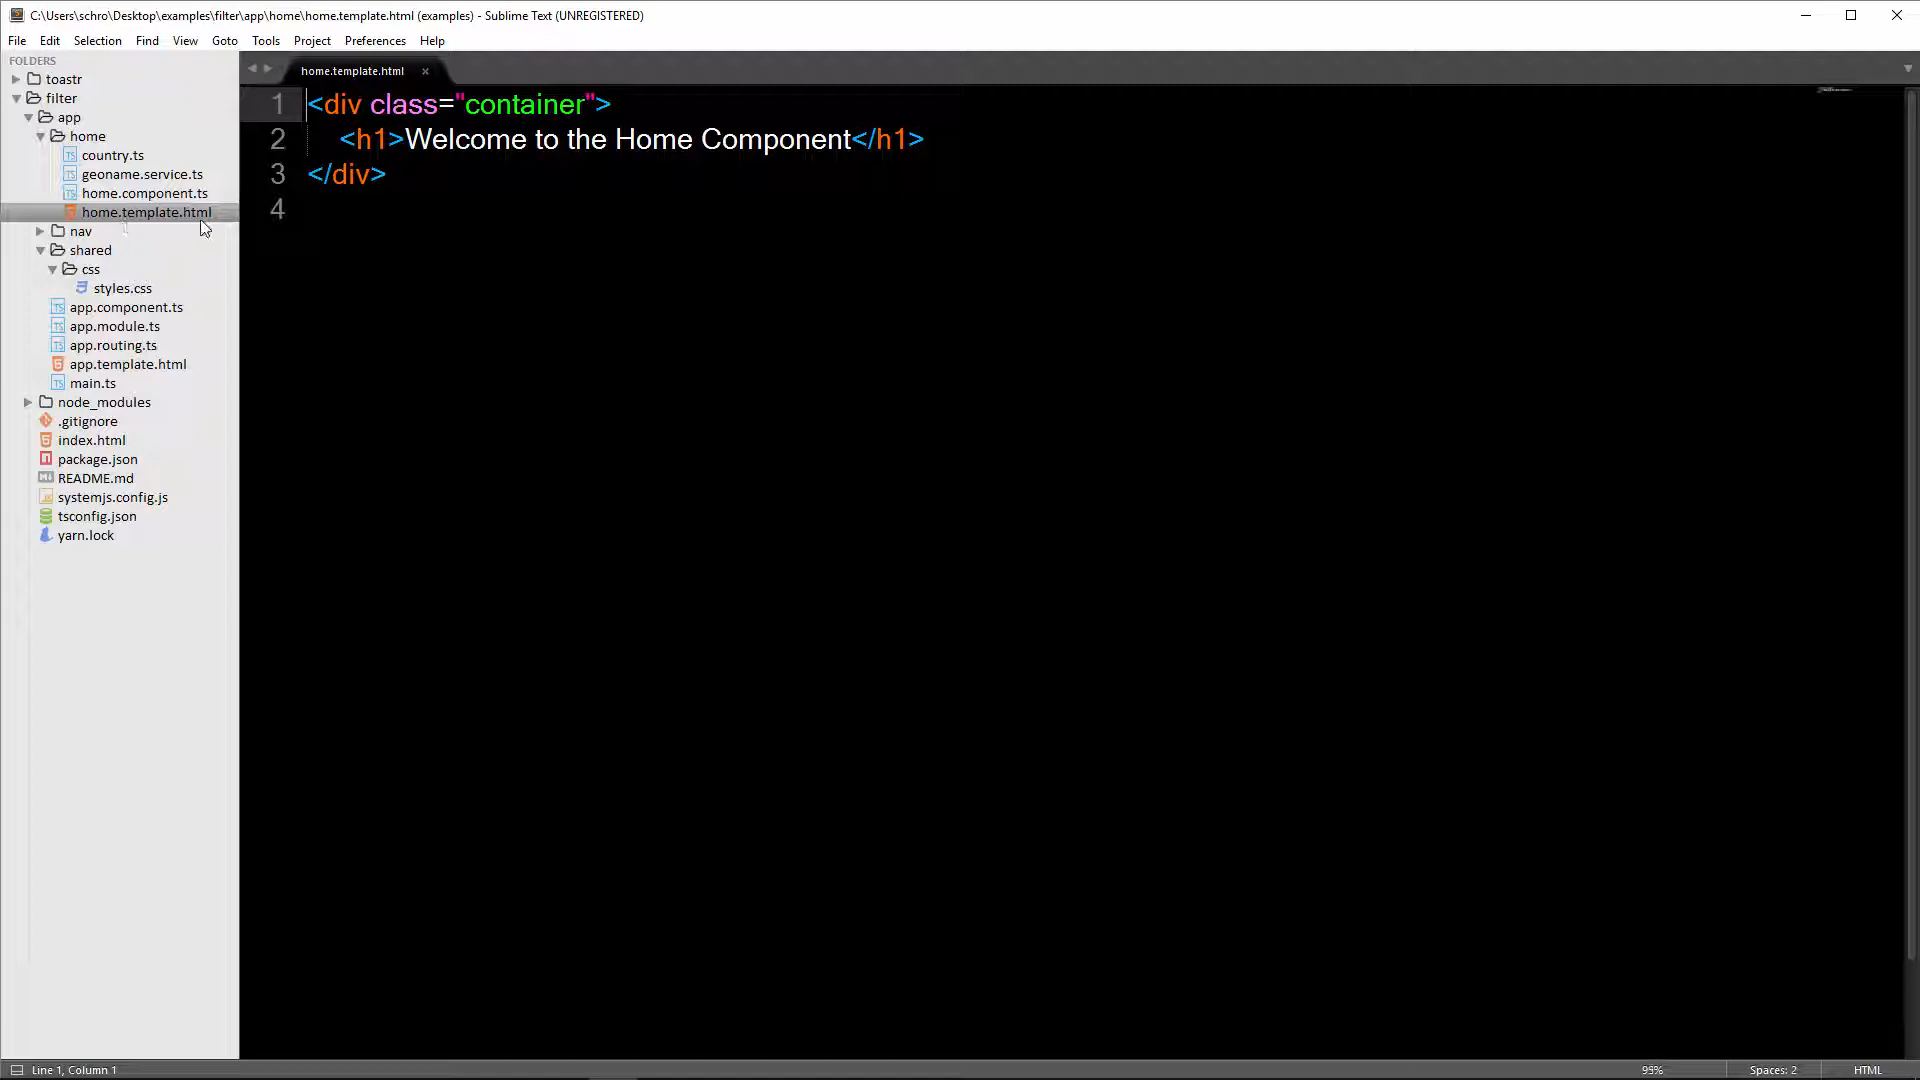 C:\Users\schro\Desktop\examples\filter\app\home\home.template.html (examples) - Sublime Text (UNREGISTERED)
File Edit Selection Find View Goto Tools Project Preferences Help
FOLDERS
toastr
filter
app
home
country.ts
geoname.service.ts
home.component.ts
home.template.html
nav
shared
css
styles.css
app.component.ts
app.module.ts
app.routing.ts
app.template.html
main.ts
node_modules
.gitignore
index.html
package.json
README.md
systemjs.config.js
tsconfig.json
yarn.lock
home.template.html ×
1 <div class="container">
2 <h1>Welcome to the Home Component</h1>
3 </div>
4
Line 1, Column 1
99% Spaces: 2 HTML